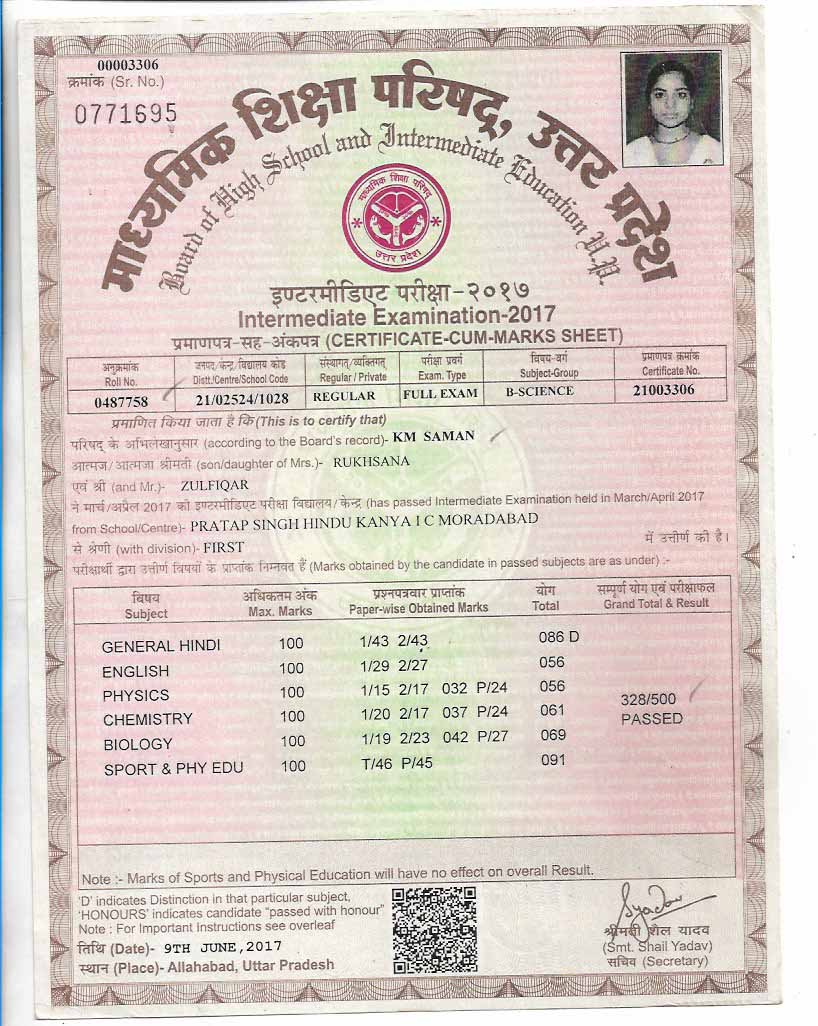 00003306
क्रमांक (Sr. No.)
0771695
माध्यमिक शिक्षा परिषद्, उत्तर प्रदेश
Board of High School and Intermediate Education U.P.
माध्यमिक शिक्षा परिषद्
उत्तर प्रदेश
इण्टरमीडिएट परीक्षा-२०१७
Intermediate Examination-2017
प्रमाणपत्र-सह-अंकपत्र (CERTIFICATE-CUM-MARKS SHEET)
अनुक्रमांक जनपद/केन्द्र/विद्यालय कोड संस्थागत/व्यक्तिगत परीक्षा प्रवर्ग विषय-वर्ग प्रमाणपत्र क्रमांक
Roll No. Distt./Centre/School Code Regular / Private Exam. Type Subject-Group Certificate No.
0487758 21/02524/1028 REGULAR FULL EXAM B-SCIENCE 21003306
प्रमाणित किया जाता है कि (This is to certify that)
परिषद् के अभिलेखानुसार (according to the Board's record)- KM SAMAN
आत्मज/आत्मजा श्रीमती (son/daughter of Mrs.)- RUKHSANA
एवं श्री (and Mr.)- ZULFIQAR
ने मार्च/अप्रैल 2017 की इण्टरमीडिएट परीक्षा विद्यालय/केन्द्र (has passed Intermediate Examination held in March/April 2017
from School/Centre)- PRATAP SINGH HINDU KANYA I C MORADABAD
से श्रेणी (with division)- FIRST में उत्तीर्ण की है।
परीक्षार्थी द्वारा उत्तीर्ण विषयों के प्राप्तांक निम्नवत हैं (Marks obtained by the candidate in passed subjects are as under) :-
विषय अधिकतम अंक प्रश्नपत्रवार प्राप्तांक योग सम्पूर्ण योग एवं परीक्षाफल
Subject Max. Marks Paper-wise Obtained Marks Total Grand Total & Result
GENERAL HINDI 100 1/43 2/43 086 D
ENGLISH 100 1/29 2/27 056
PHYSICS 100 1/15 2/17 032 P/24 056
328/500
CHEMISTRY 100 1/20 2/17 037 P/24 061
PASSED
BIOLOGY 100 1/19 2/23 042 P/27 069
SPORT & PHY EDU 100 T/46 P/45 091
Note :- Marks of Sports and Physical Education will have no effect on overall Result.
'D' indicates Distinction in that particular subject,
'HONOURS' indicates candidate "passed with honour"
Note : For Important Instructions see overleaf
तिथि (Date)- 9TH JUNE,2017
स्थान (Place)- Allahabad, Uttar Pradesh
Syadav
श्रीमती शैल यादव
(Smt. Shail Yadav)
सचिव (Secretary)